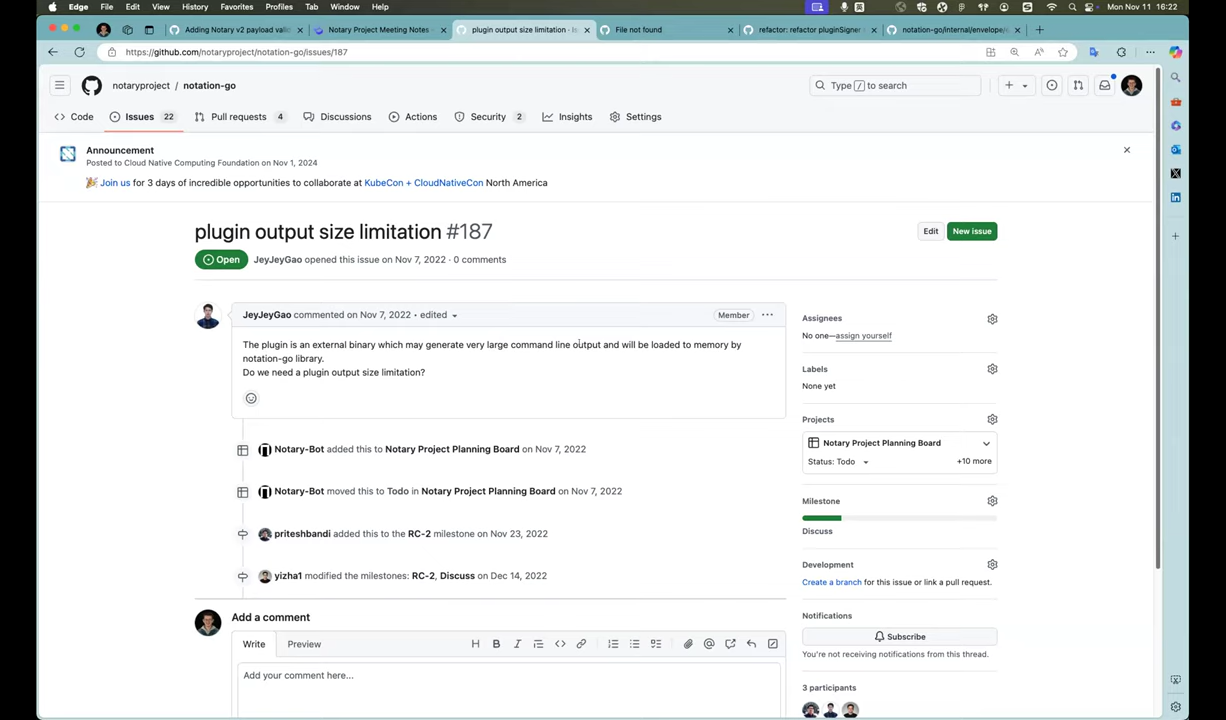 Edge File Edit View History Favorites Profiles Tab Window Help
Mon Nov 11 16:22
Adding Notary v2 payload valid
Notary Project Meeting Notes
plugin output size limitation · Iss
File not found
refactor: refactor pluginSigner
notation-go/internal/envelope/e
https://github.com/notaryproject/notation-go/issues/187
notaryproject / notation-go
Type / to search
Code
Issues 22
Pull requests 4
Discussions
Actions
Security 2
Insights
Settings
Announcement
Posted to Cloud Native Computing Foundation on Nov 1, 2024
Join us for 3 days of incredible opportunities to collaborate at KubeCon + CloudNativeCon North America
plugin output size limitation #187
Edit
New issue
Open
JeyJeyGao opened this issue on Nov 7, 2022 · 0 comments
JeyJeyGao commented on Nov 7, 2022 • edited
Member
The plugin is an external binary which may generate very large command line output and will be loaded to memory by
notation-go library.
Do we need a plugin output size limitation?
Notary-Bot added this to Notary Project Planning Board on Nov 7, 2022
Notary-Bot moved this to Todo in Notary Project Planning Board on Nov 7, 2022
priteshbandi added this to the RC-2 milestone on Nov 23, 2022
yizha1 modified the milestones: RC-2, Discuss on Dec 14, 2022
Add a comment
Write
Preview
Add your comment here...
Assignees
No one—assign yourself
Labels
None yet
Projects
Notary Project Planning Board
Status: Todo
+10 more
Milestone
Discuss
Development
Create a branch for this issue or link a pull request.
Notifications
Subscribe
You're not receiving notifications from this thread.
3 participants